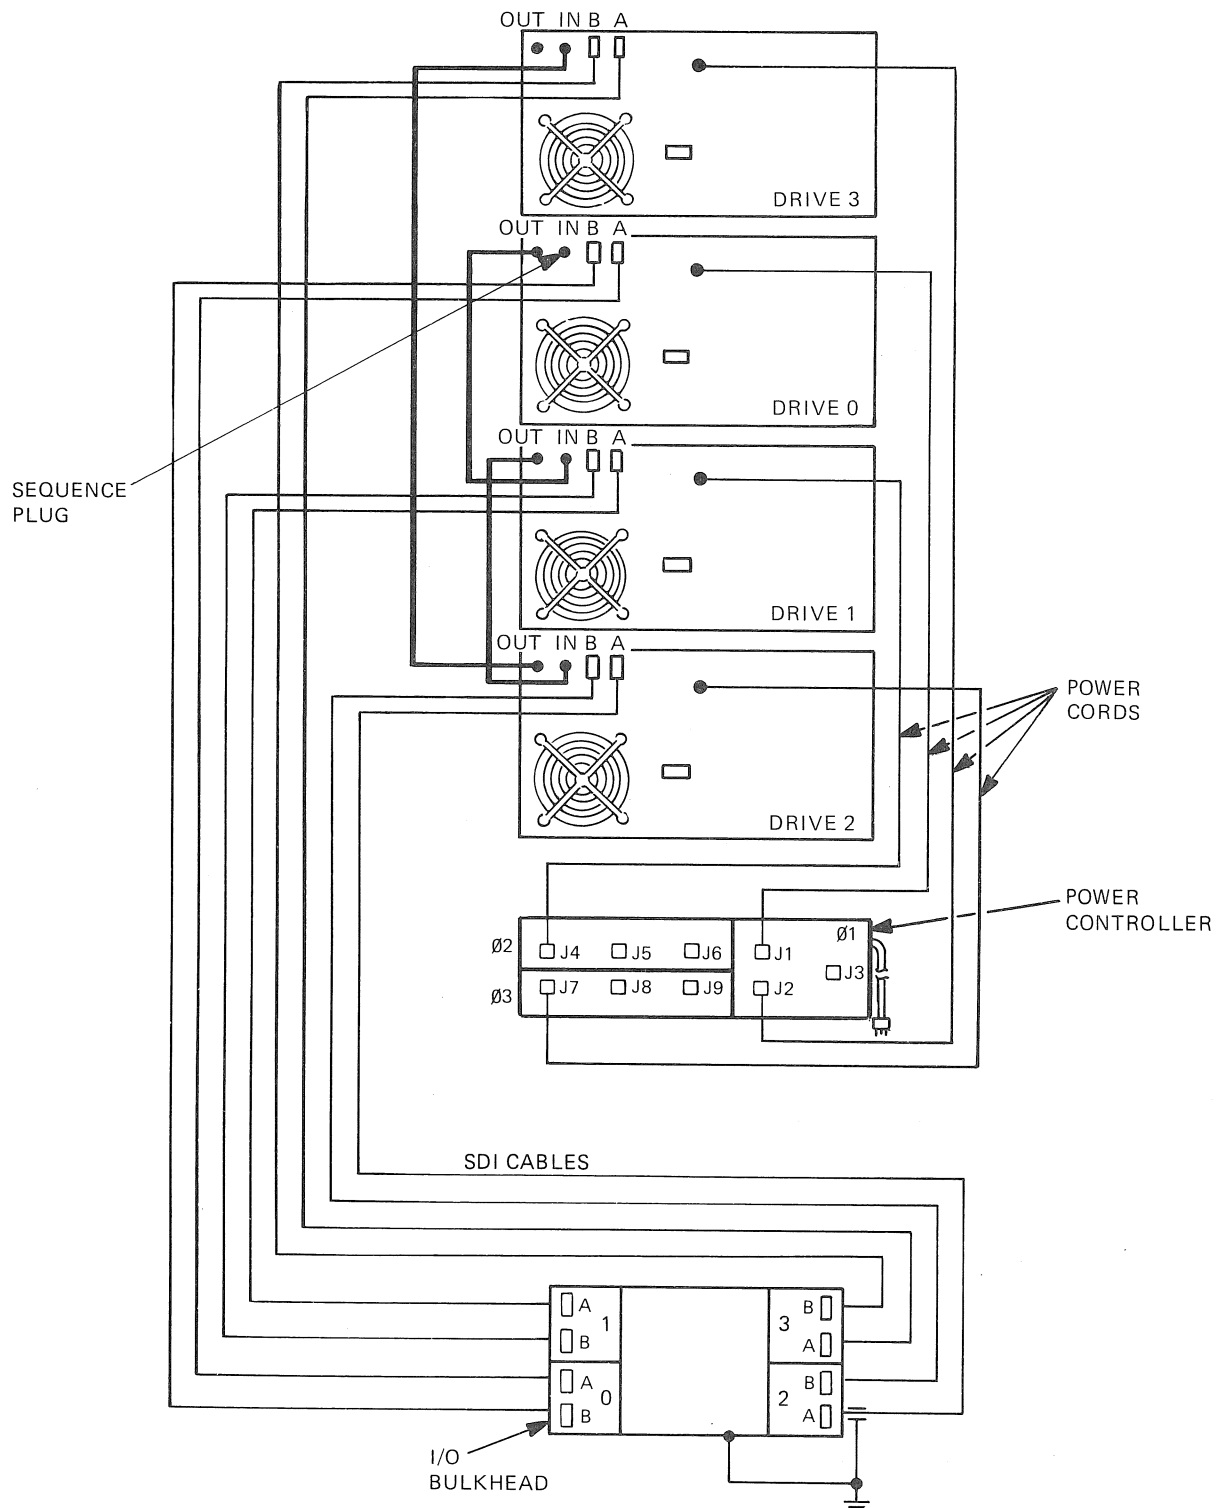 OUT IN B A
DRIVE 3
OUT IN B A
DRIVE 0
OUT IN B A
SEQUENCE
PLUG
DRIVE 1
OUT IN B A
POWER
CORDS
DRIVE 2
POWER
CONTROLLER
Ø2 J4 J5 J6 J1 Ø1
J3
Ø3 J7 J8 J9 J2
SDI CABLES
A 1 B 3
B A
A 0 B 2
B A
I/O
BULKHEAD